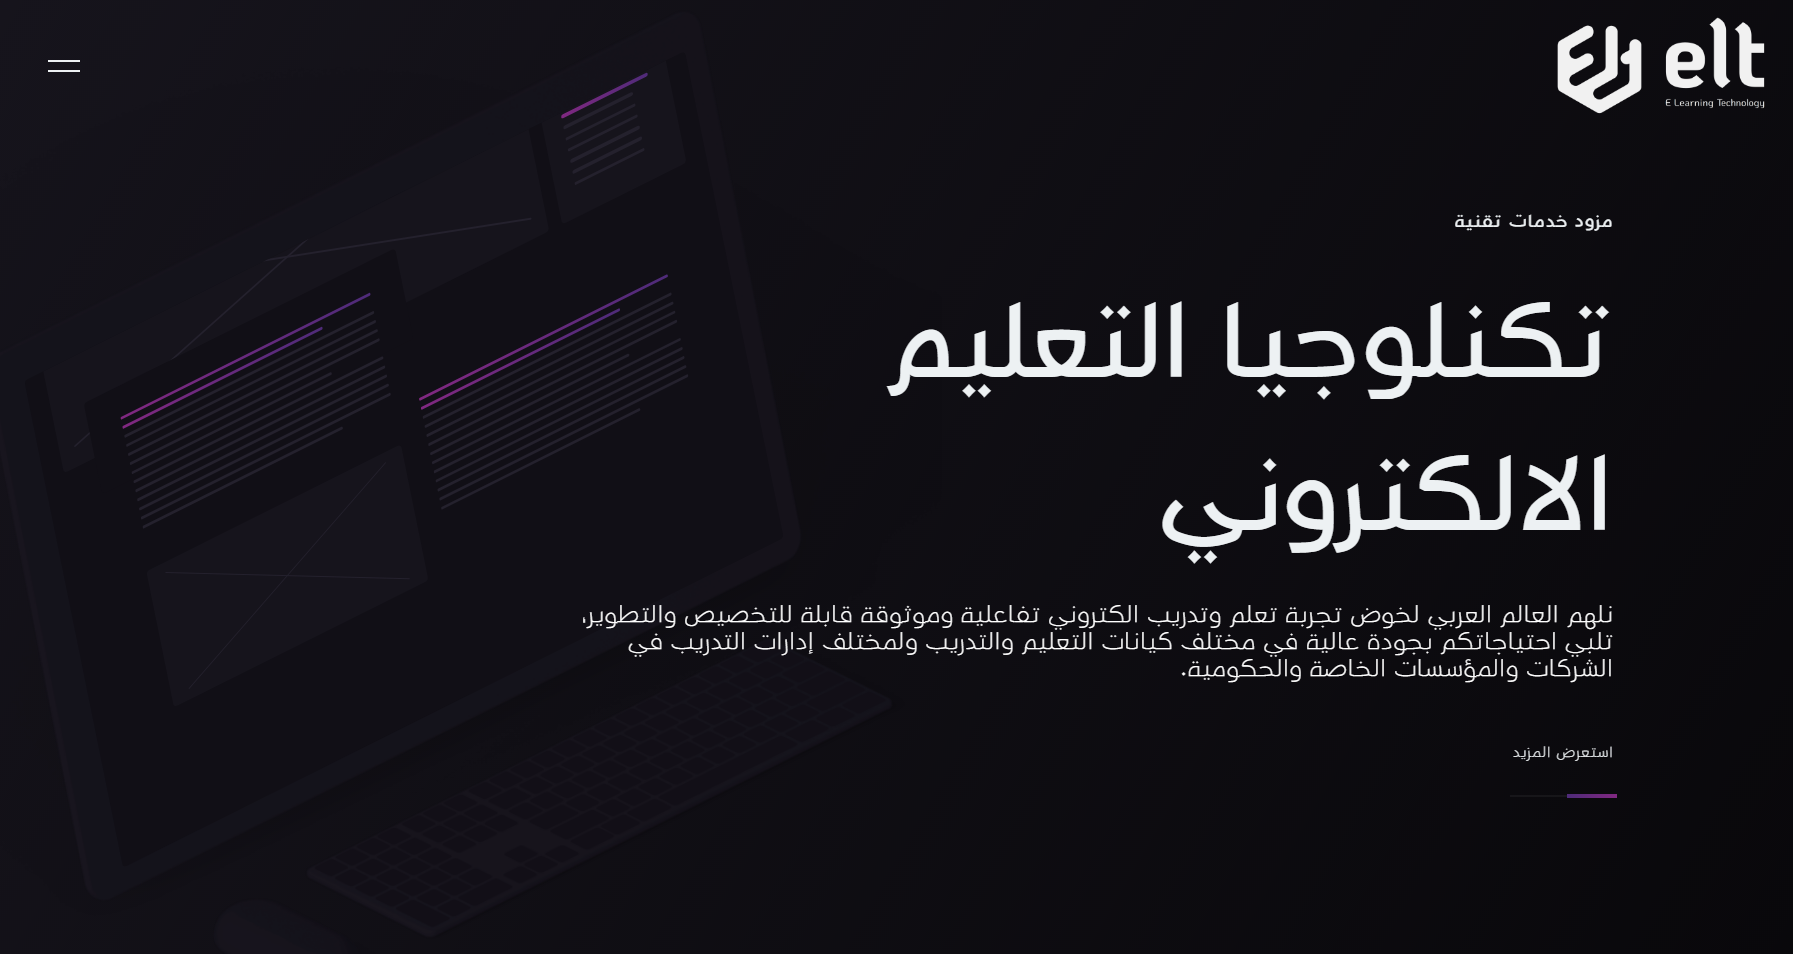 elt
E Learning Technology
مزود خدمات تقنية
تكنلوجيا التعليم
الالكتروني
نلهم العالم العربي لخوض تجربة تعلم وتدريب الكتروني تفاعلية وموثوقة قابلة للتخصيص والتطوير،
تلبي احتياجاتكم بجودة عالية في مختلف كيانات التعليم والتدريب ولمختلف إدارات التدريب في
الشركات والمؤسسات الخاصة والحكومية.
استعرض المزيد